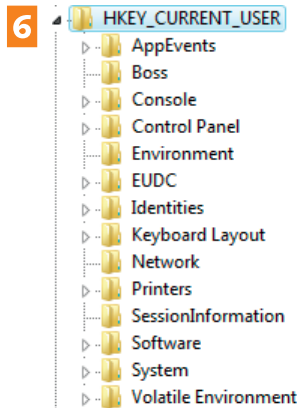 6
HKEY_CURRENT_USER
AppEvents
Boss
Console
Control Panel
Environment
EUDC
Identities
Keyboard Layout
Network
Printers
SessionInformation
Software
System
Volatile Environment